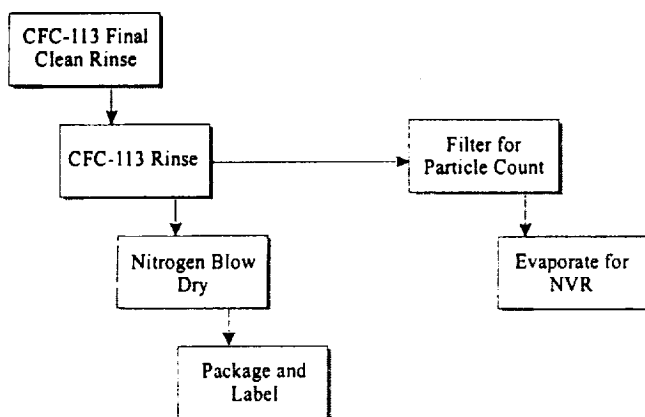 CFC-113 Final
Clean Rinse
CFC-113 Rinse
Filter for
Particle Count
Nitrogen Blow
Dry
Evaporate for
NVR
Package and
Label